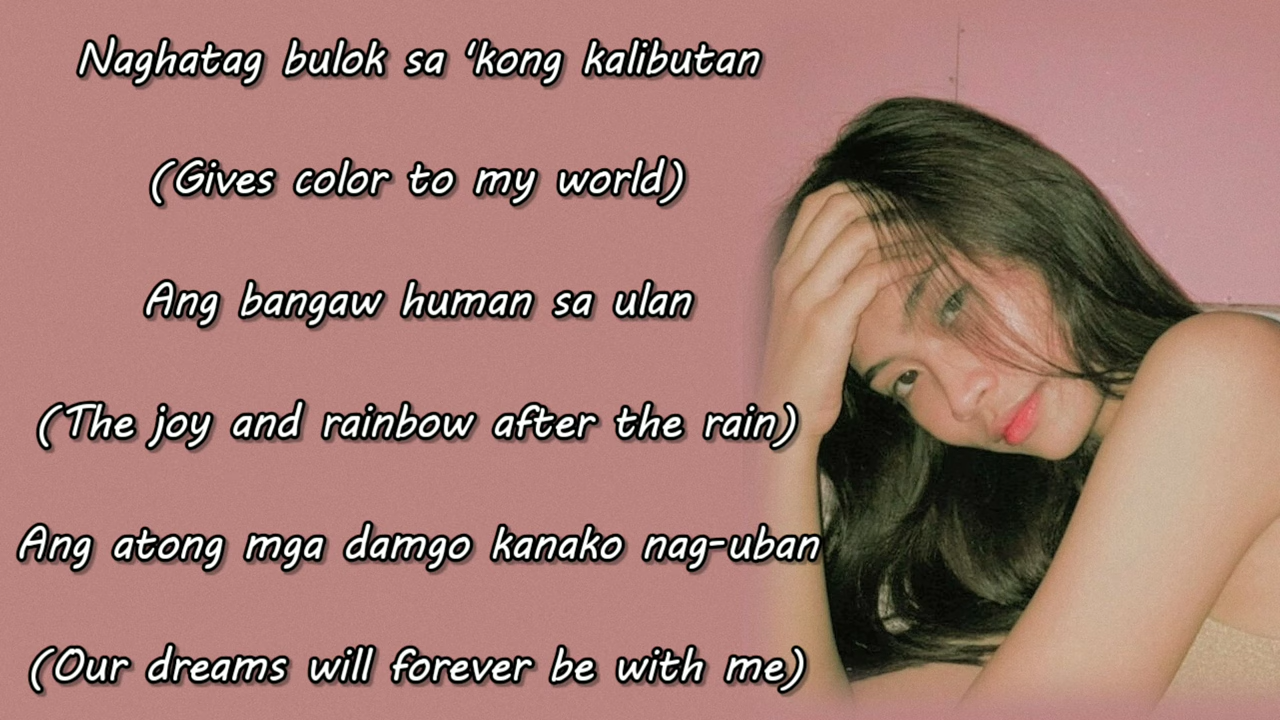 Naghatag bulok sa 'kong kalibutan
(Gives color to my world)
Ang bangaw human sa ulan
(The joy and rainbow after the rain)
Ang atong mga damgo kanako nag-uban
(Our dreams will forever be with me)